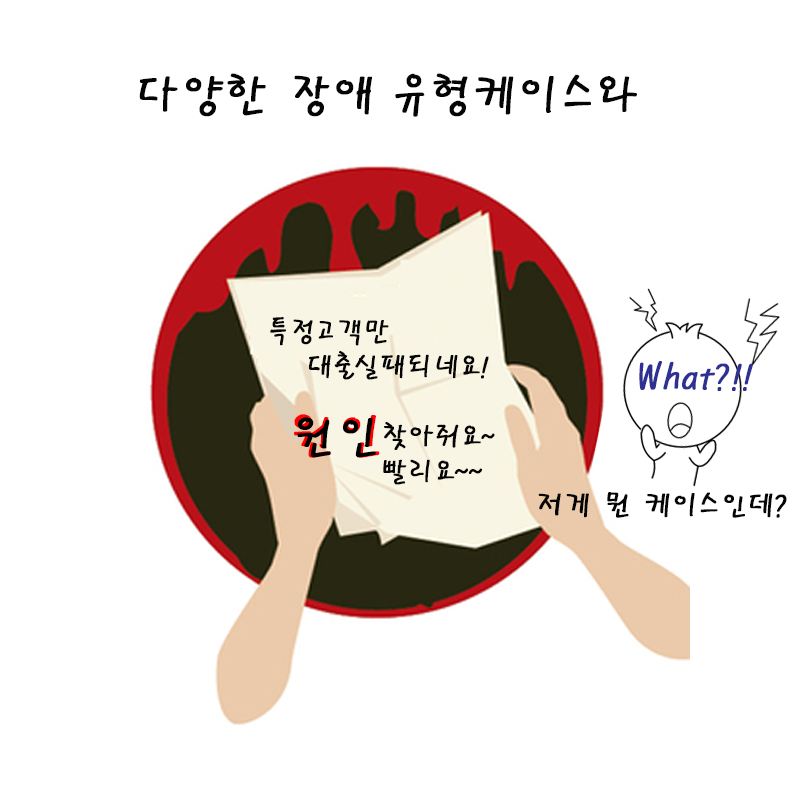 다양한 장애 유형케이스와
특정고객만
대출실패되네요!
원인찾아줘요~
빨리요~~
What?!!
저게 뭔 케이스인데?